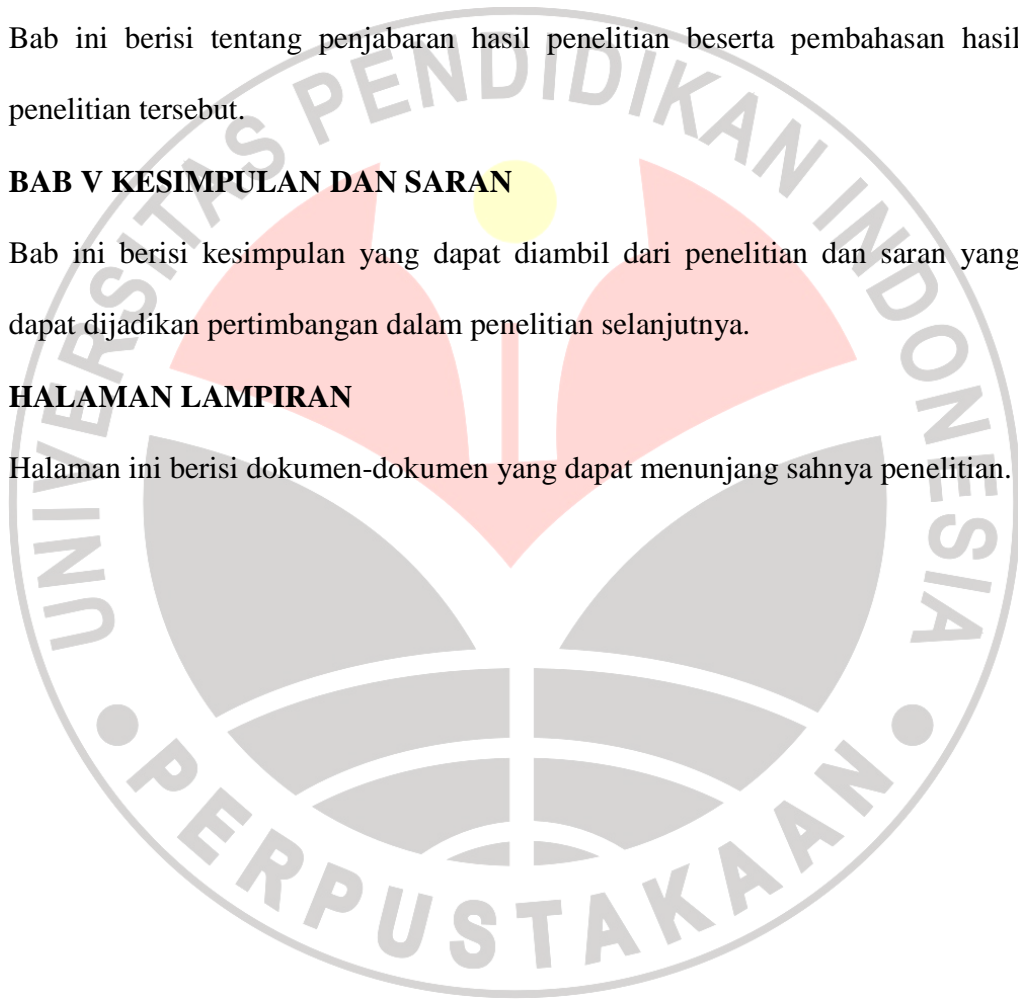 Bab ini berisi tentang penjabaran hasil penelitian beserta pembahasan hasil
penelitian tersebut.
BAB V KESIMPULAN DAN SARAN
Bab ini berisi kesimpulan yang dapat diambil dari penelitian dan saran yang
dapat dijadikan pertimbangan dalam penelitian selanjutnya.
HALAMAN LAMPIRAN
Halaman ini berisi dokumen-dokumen yang dapat menunjang sahnya penelitian.
UNIVERSITAS PENDIDIKAN INDONESIA
PERPUSTAKAAN